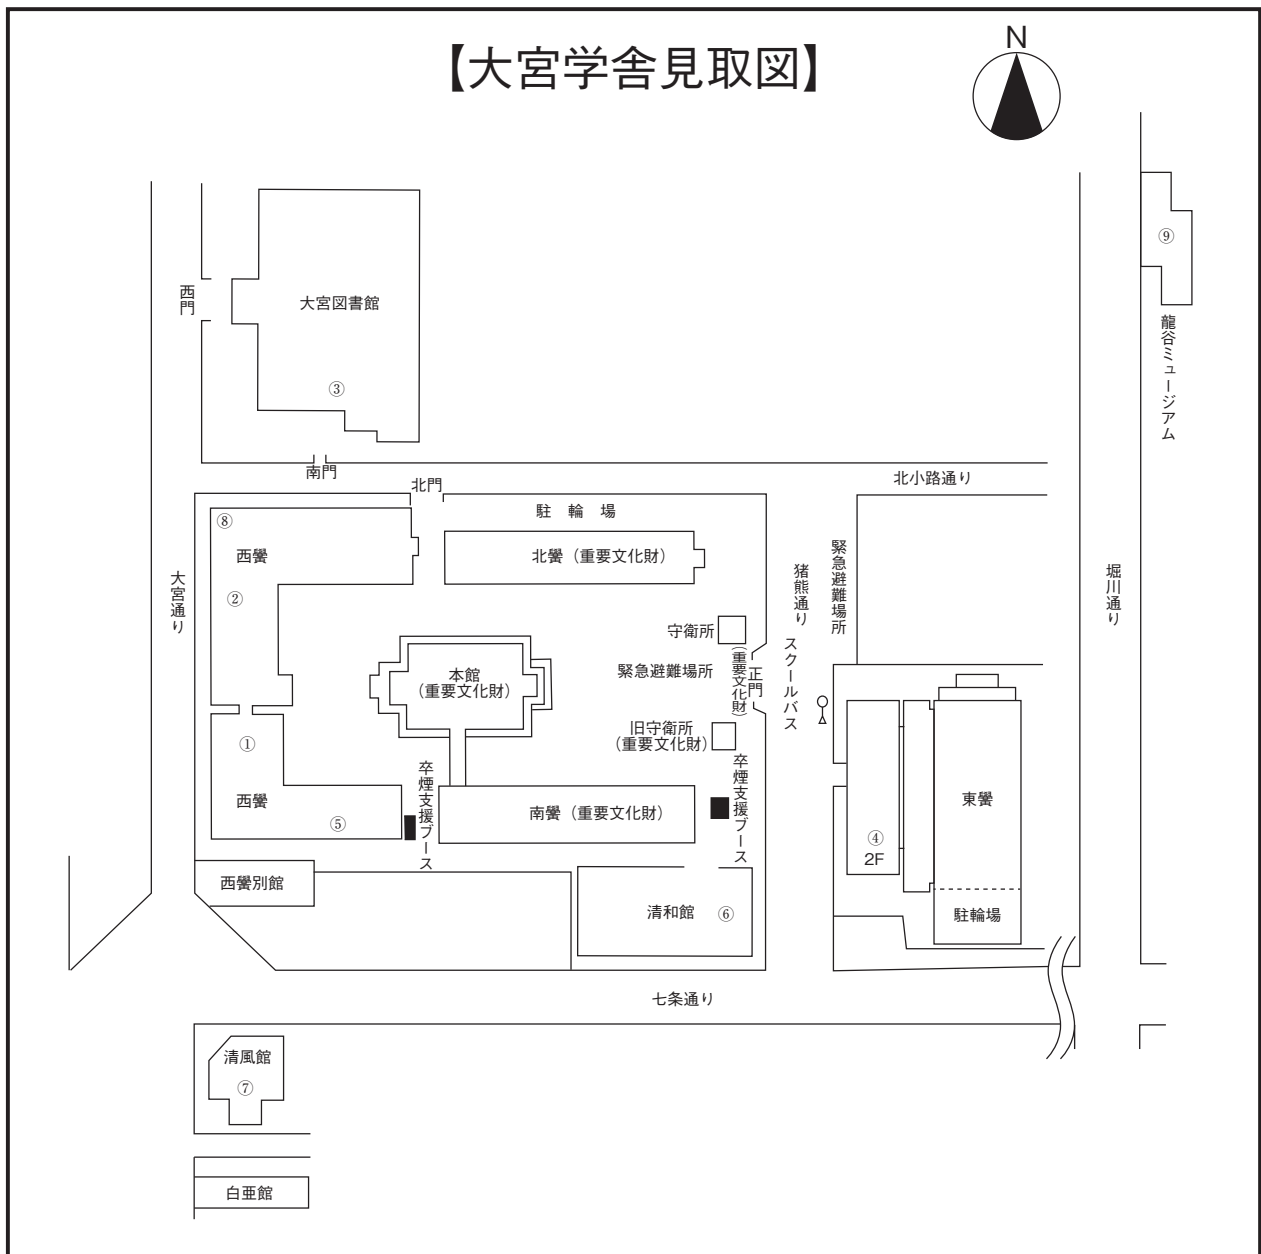 【大宮学舎見取図】
N
⑨
西門
大宮図書館
龍谷ミュージアム
③
南門
北小路通り
北門
駐輪場
⑧
西黌
北黌（重要文化財）
緊急避難場所
猪熊通り
堀川通り
大宮通り
②
守衛所
スクールバス
本館
（重要文化財）
緊急避難場所
正門
（重要文化財）
旧守衛所
（重要文化財）
①
卒煙支援ブース
卒煙支援ブース
西黌
⑤
南黌（重要文化財）
東黌
④
2F
西黌別館
清和館
⑥
駐輪場
七条通り
清風館
⑦
白亜館